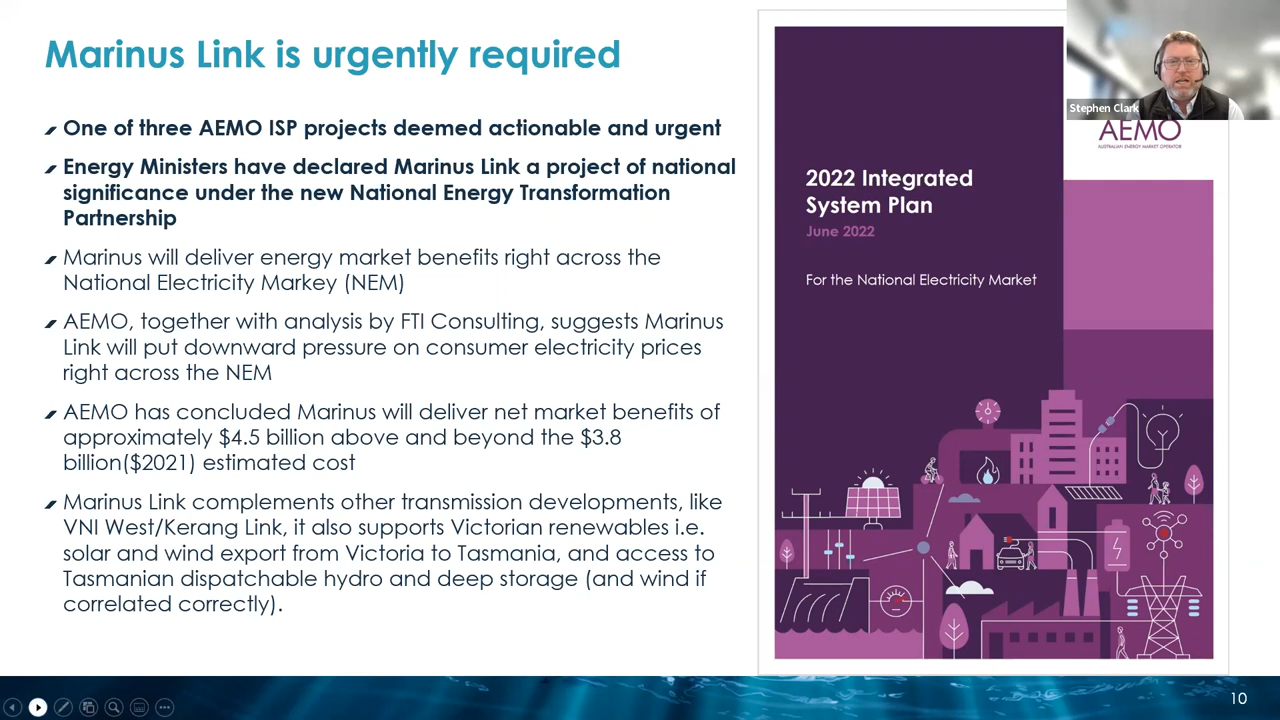 Marinus Link is urgently required
One of three AEMO ISP projects deemed actionable and urgent
Energy Ministers have declared Marinus Link a project of national
significance under the new National Energy Transformation
Partnership
Marinus will deliver energy market benefits right across the
National Electricity Markey (NEM)
AEMO, together with analysis by FTI Consulting, suggests Marinus
Link will put downward pressure on consumer electricity prices
right across the NEM
AEMO has concluded Marinus will deliver net market benefits of
approximately $4.5 billion above and beyond the $3.8
billion($2021) estimated cost
Marinus Link complements other transmission developments, like
VNI West/Kerang Link, it also supports Victorian renewables i.e.
solar and wind export from Victoria to Tasmania, and access to
Tasmanian dispatchable hydro and deep storage (and wind if
correlated correctly).
2022 Integrated
System Plan
June 2022
For the National Electricity Market
Stephen Clark
AEMO
AUSTRALIAN ENERGY MARKET OPERATOR
10